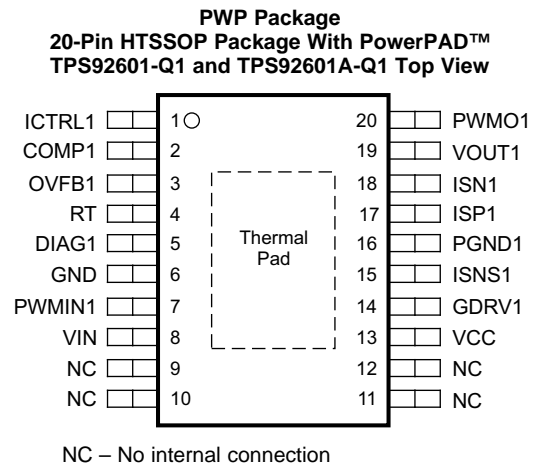 PWP Package
20-Pin HTSSOP Package With PowerPAD™
TPS92601-Q1 and TPS92601A-Q1 Top View
ICTRL1 1 20 PWMO1
COMP1 2 19 VOUT1
OVFB1 3 18 ISN1
RT 4 17 ISP1
DIAG1 5 16 PGND1
GND 6 15 ISNS1
PWMIN1 7 14 GDRV1
VIN 8 13 VCC
NC 9 12 NC
NC 10 11 NC
Thermal
Pad
NC – No internal connection